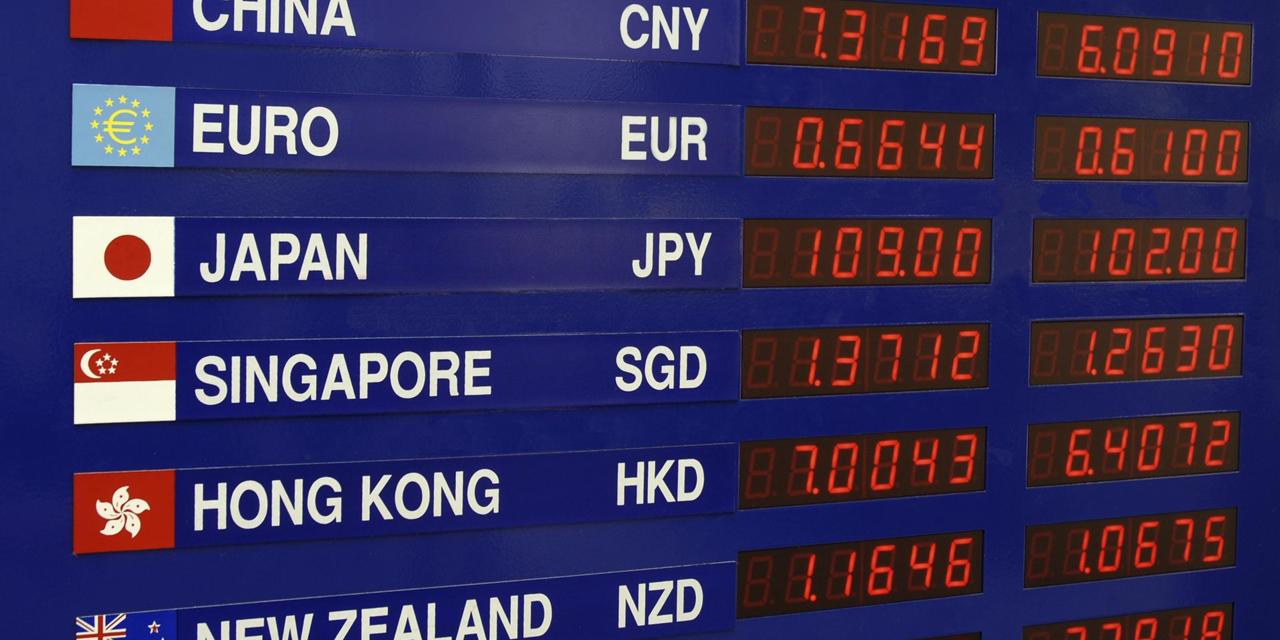 CHINA CNY 7.3169 6.0910
€
EURO EUR 0.6644 0.6100
JAPAN JPY 109.00 102.00
SINGAPORE SGD 1.3712 1.2630
HONG KONG HKD 7.0043 6.4072
NEW ZEALAND NZD 1.1646 1.0675